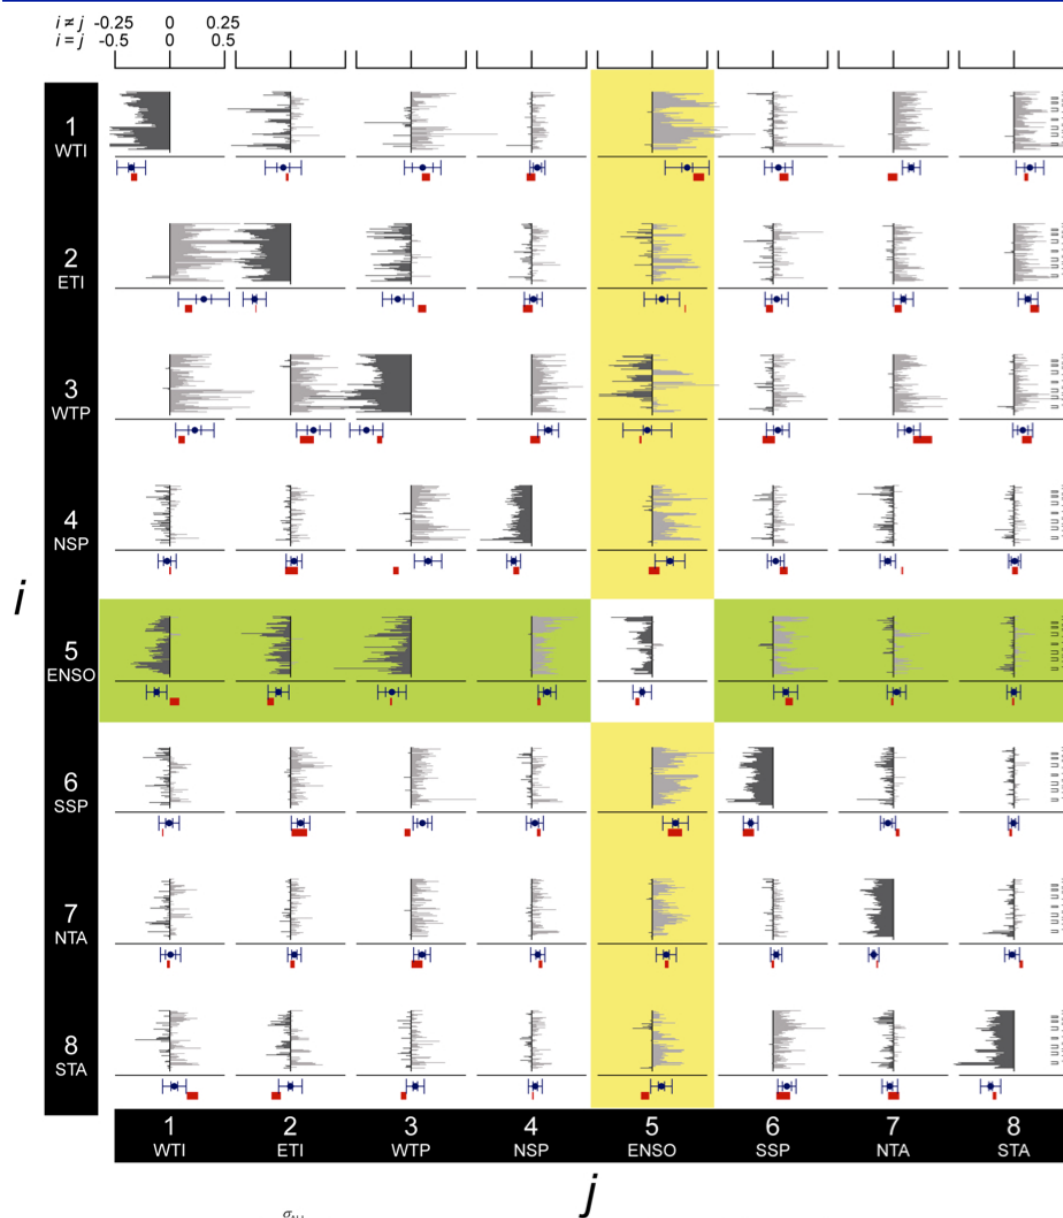 i ≠ j -0.25 0 0.25
i = j -0.5 0 0.5
1
WTI
2
ETI
3
WTP
4
NSP
i
5
ENSO
6
SSP
7
NTA
8
STA
1 2 3 4 5 6 7 8
WTI ETI WTP NSP ENSO SSP NTA STA
j